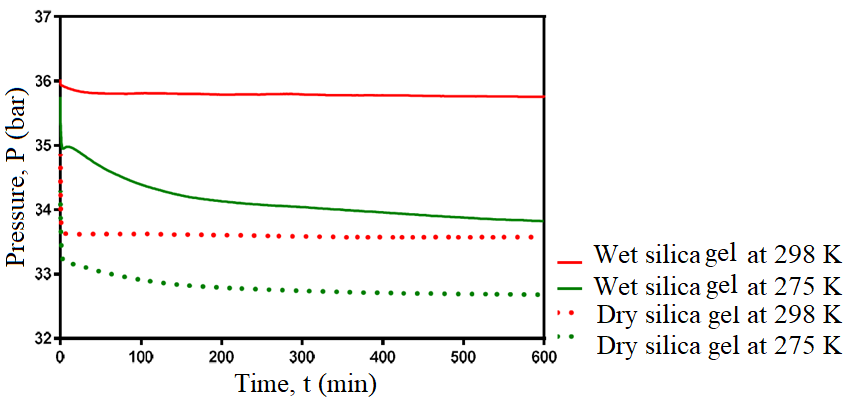 37
36
35
34
33
32
Pressure, P (bar)
0
100
200
300
400
500
600
Time, t (min)
Wet silica gel at 298 K
Wet silica gel at 275 K
Dry silica gel at 298 K
Dry silica gel at 275 K